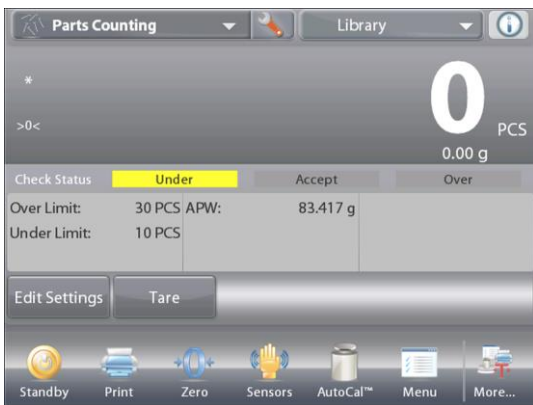 Parts Counting Library
*
>0<
0 PCS
0.00 g
Check Status Under Accept Over
Over Limit: 30 PCS APW: 83.417 g
Under Limit: 10 PCS
Edit Settings Tare
Standby Print Zero Sensors AutoCal™ Menu More...